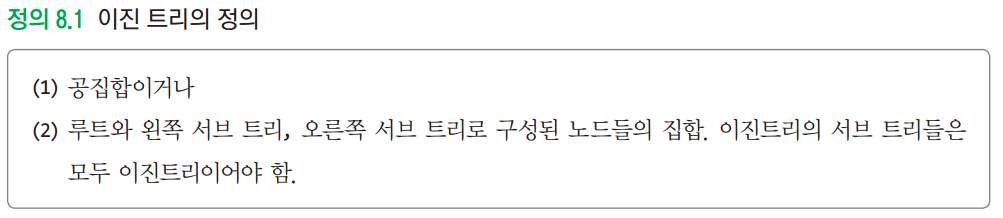 정의 8.1 이진 트리의 정의
(1) 공집합이거나
(2) 루트와 왼쪽 서브 트리, 오른쪽 서브 트리로 구성된 노드들의 집합. 이진트리의 서브 트리들은
모두 이진트리이어야 함.